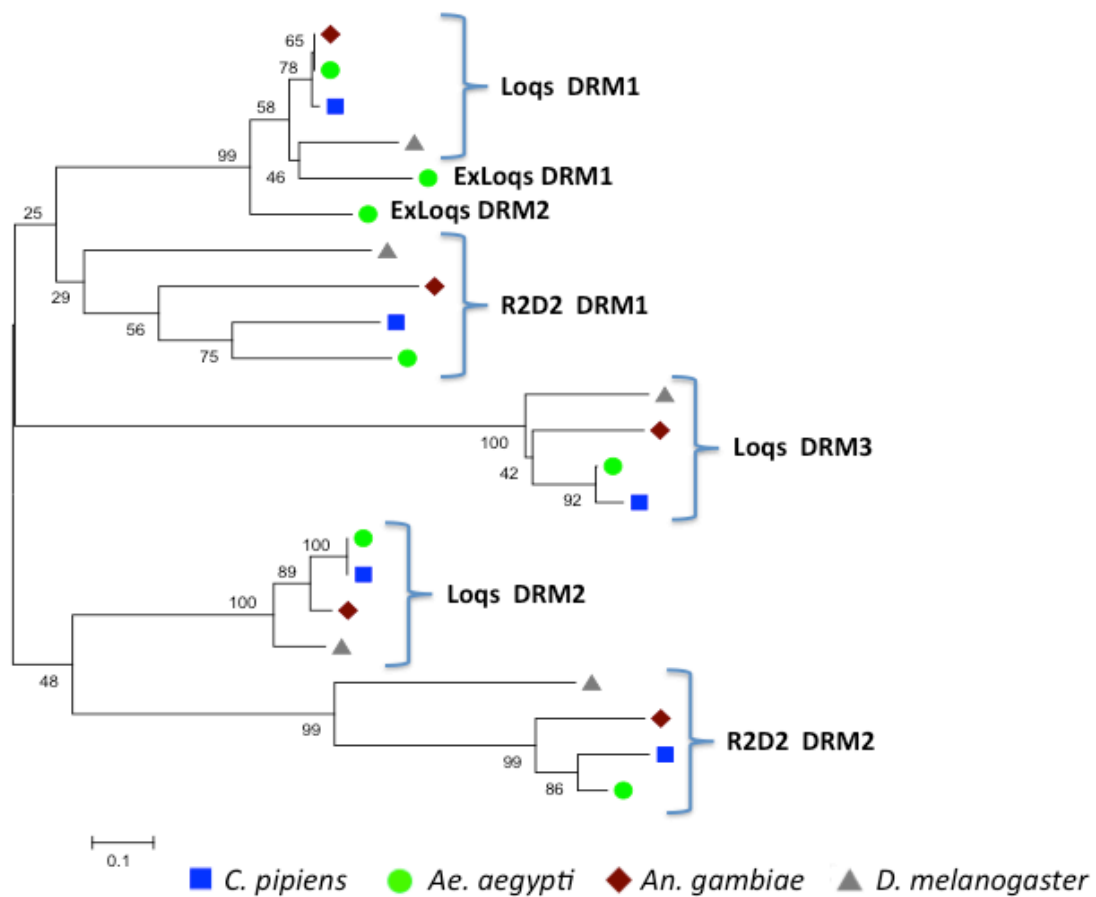 65
78
Loqs DRM1
58
99
46
ExLoqs DRM1
ExLoqs DRM2
25
29
R2D2 DRM1
56
75
100
Loqs DRM3
42
92
100
89
100
Loqs DRM2
48
99
R2D2 DRM2
99
86
0.1
C. pipiens Ae. aegypti An. gambiae D. melanogaster